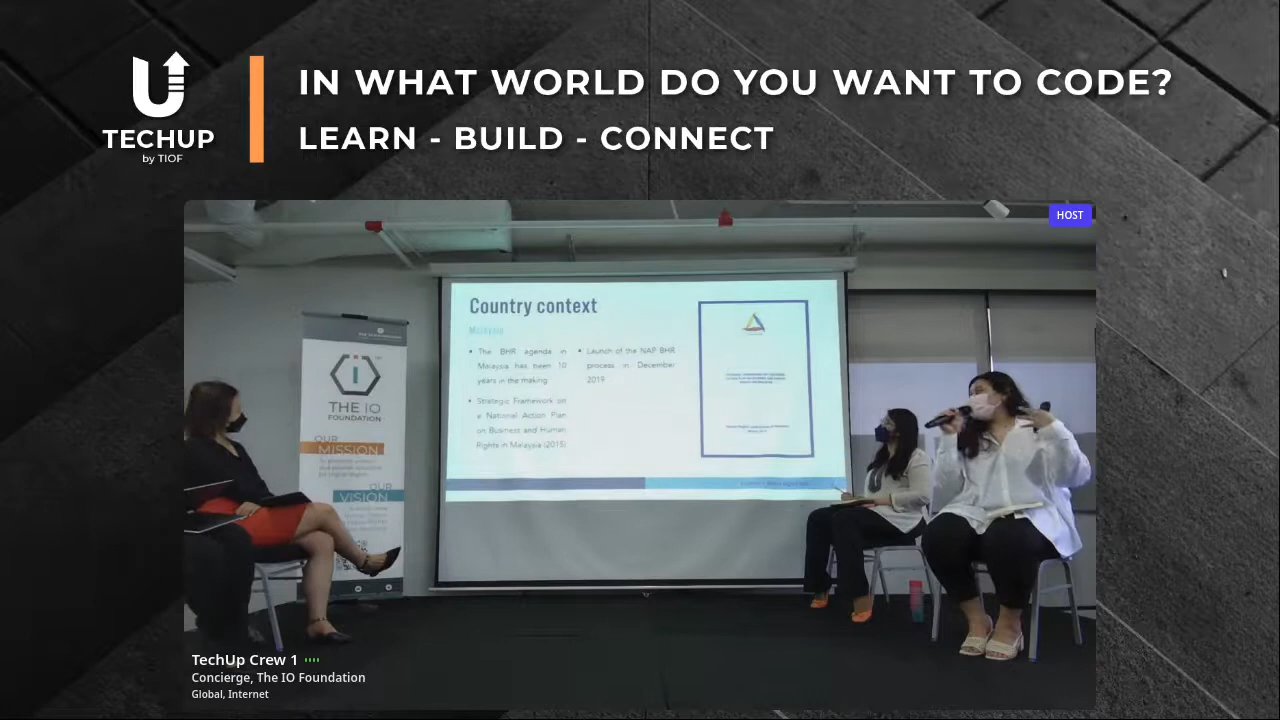 TECHUP
by TIOF
IN WHAT WORLD DO YOU WANT TO CODE?
LEARN - BUILD - CONNECT
HOST
Country context
Malaysia
• The BHR agenda in
Malaysia has been 10
years in the making
• Strategic Framework on
a National Action Plan
on Business and Human
Rights in Malaysia (2015)
• Launch of the NAP BHR
process in December
2019
THE IO
FOUNDATION
OUR
MISSION
OUR
VISION
TechUp Crew 1
Concierge, The IO Foundation
Global, Internet